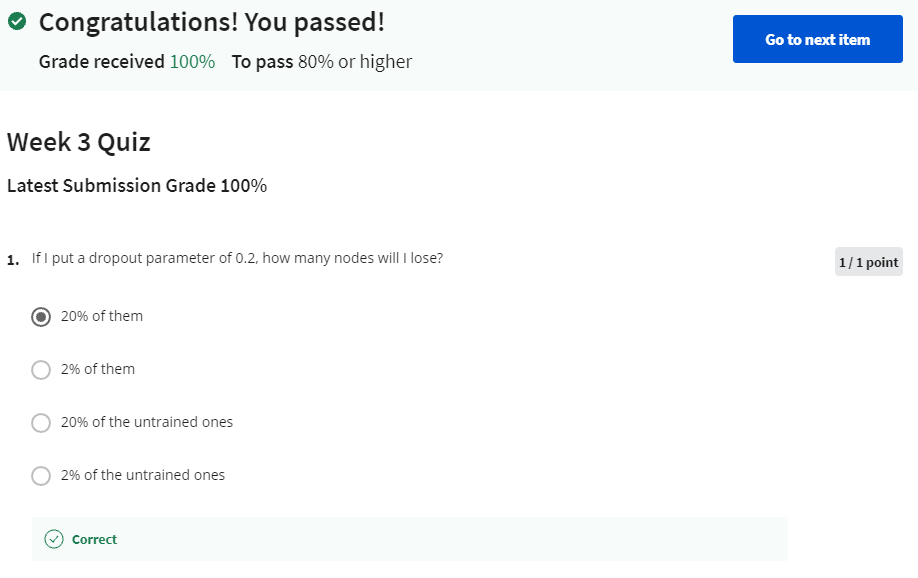 Congratulations! You passed!
Go to next item
Grade received 100% To pass 80% or higher
Week 3 Quiz
Latest Submission Grade 100%
1. If I put a dropout parameter of 0.2, how many nodes will I lose?
1 / 1 point
20% of them
2% of them
20% of the untrained ones
2% of the untrained ones
Correct